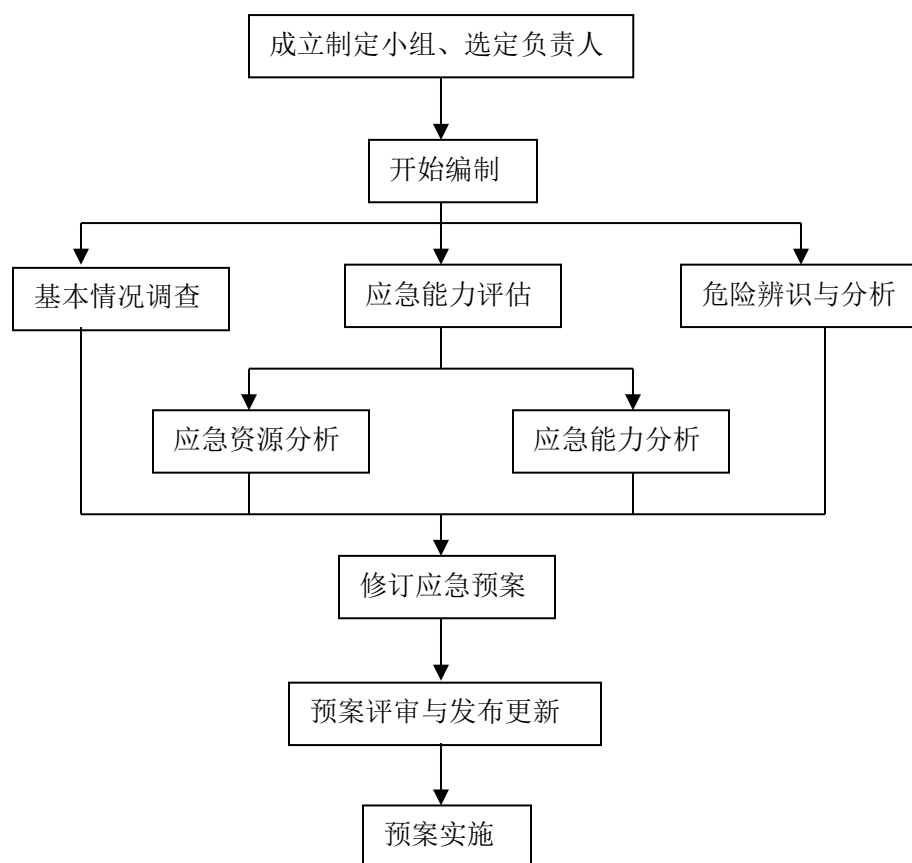 成立制定小组、选定负责人
开始编制
基本情况调查
应急能力评估
危险辨识与分析
应急资源分析
应急能力分析
修订应急预案
预案评审与发布更新
预案实施